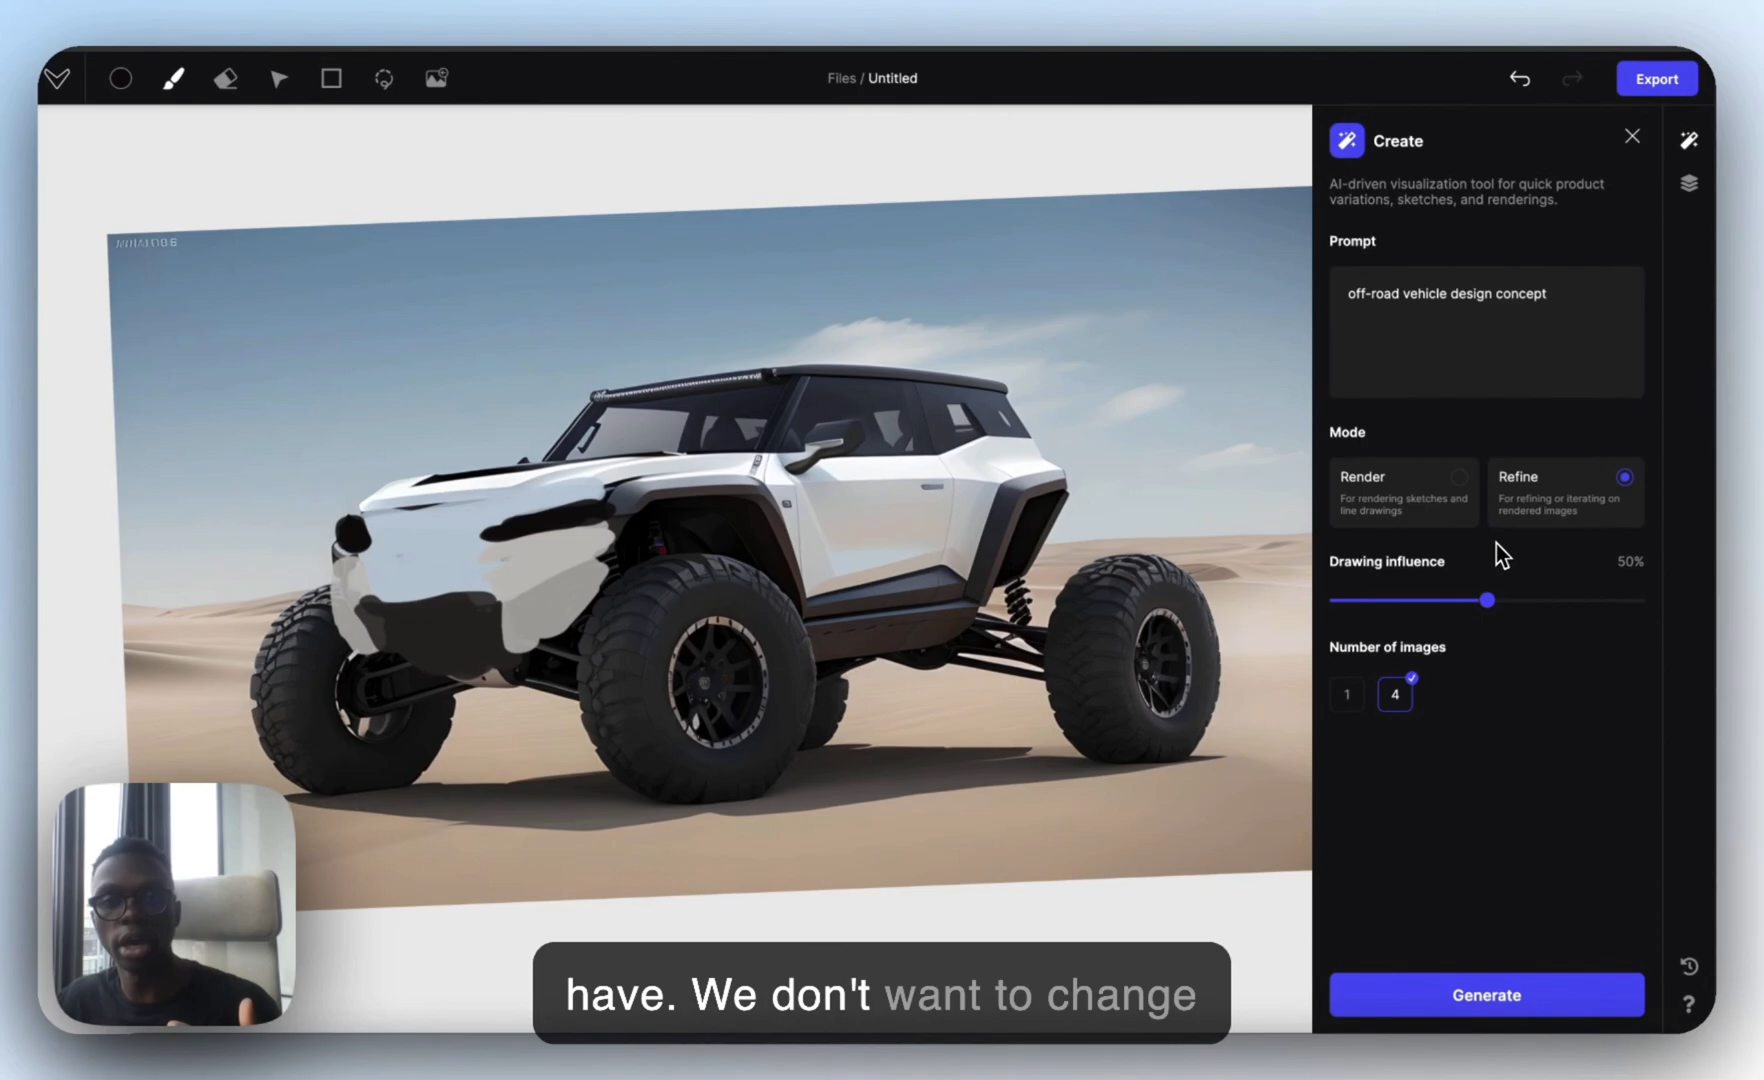 Files / Untitled
Export
Create
AI-driven visualization tool for quick product
variations, sketches, and renderings.
Prompt
off-road vehicle design concept
Mode
Render
For rendering sketches and
line drawings
Refine
For refining or iterating on
rendered images
Drawing influence
50%
Number of images
1
4
Generate
?
have. We don't want to change